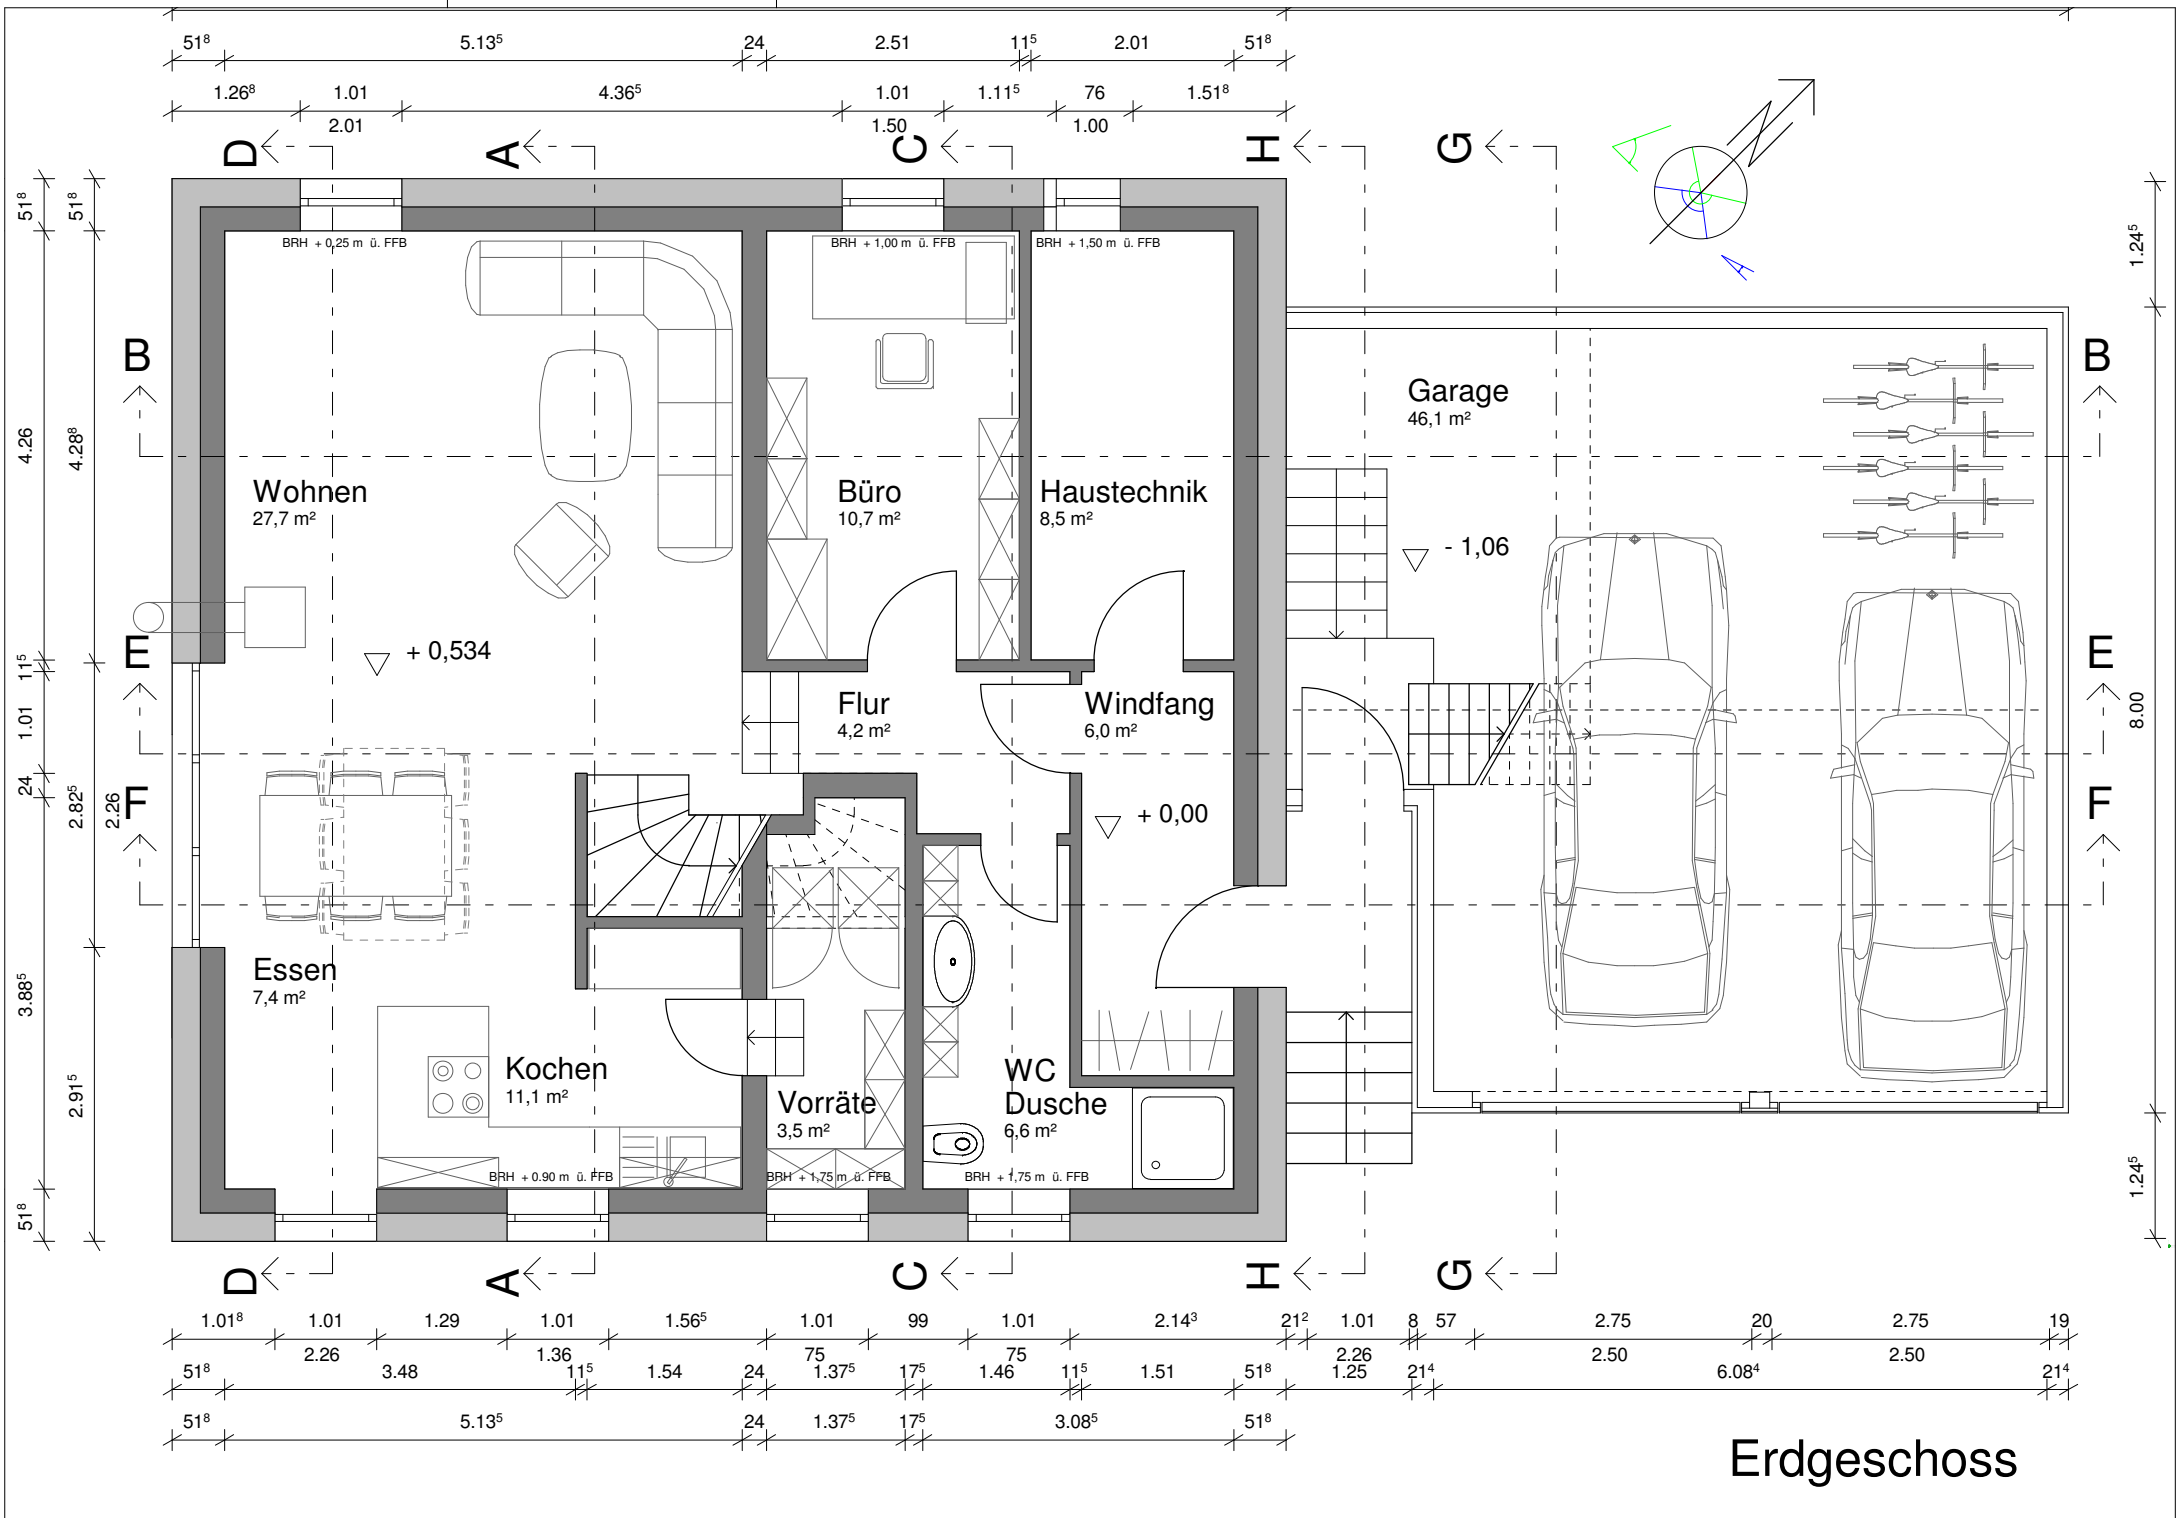 51⁸ 5.13⁵ 24 2.51 11⁵ 2.01 51⁸
1.26⁸ 1.01 4.36⁵ 1.01 1.11⁵ 76 1.51⁸
2.01 1.50 1.00
D A C H G
N
A
A
51⁸ 51⁸
BRH + 0,25 m ü. FFB BRH + 1,00 m ü. FFB BRH + 1,50 m ü. FFB
1.24⁵
B B
Garage
46,1 m²
4.26 4.28⁸
Wohnen
27,7 m²
Büro
10,7 m²
Haustechnik
8,5 m²
- 1,06
E + 0,534 E
11⁵
Flur
4,2 m²
Windfang
6,0 m²
1.01 8.00
24 2.82⁵ 2.26
F + 0,00 F
Essen
7,4 m²
3.88⁵
Kochen
11,1 m²
WC
Dusche
6,6 m²
Vorräte
3,5 m²
2.91⁵
BRH + 0.90 m ü. FFB BRH + 1,75 m ü. FFB BRH + 1,75 m ü. FFB
51⁸ 1.24⁵
D A C H G
1.01⁸ 1.01 1.29 1.01 1.56⁵ 1.01 99 1.01 2.14³ 21² 1.01 8 57 2.75 20 2.75 19
2.26 1.36 75 75 2.26 2.50 2.50
51⁸ 3.48 11⁵ 1.54 24 1.37⁵ 17⁵ 1.46 11⁵ 1.51 51⁸ 1.25 21⁴ 6.08⁴ 21⁴
51⁸ 5.13⁵ 24 1.37⁵ 17⁵ 3.08⁵ 51⁸
Erdgeschoss